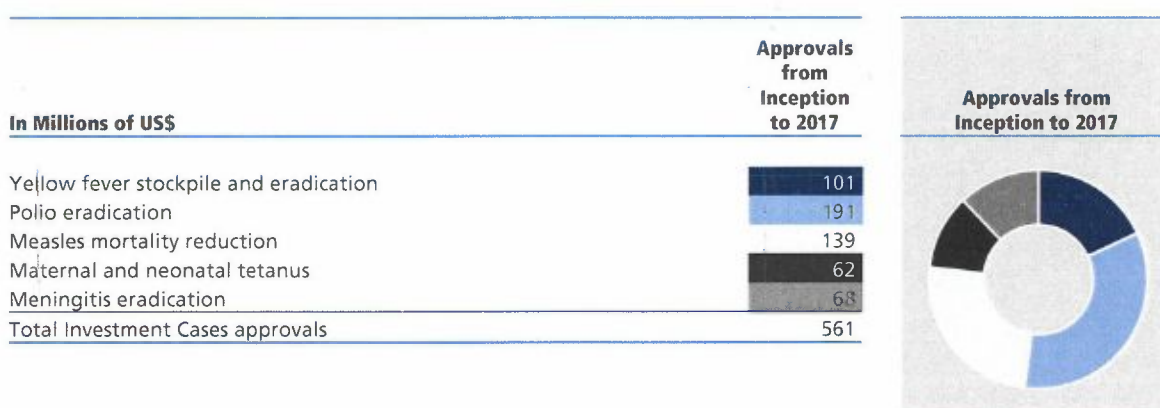 Approvals
from
Inception
In Millions of US$ to 2017
Approvals from
Inception to 2017
Yellow fever stockpile and eradication 101
Polio eradication 191
Measles mortality reduction 139
Maternal and neonatal tetanus 62
Meningitis eradication 68
Total Investment Cases approvals 561